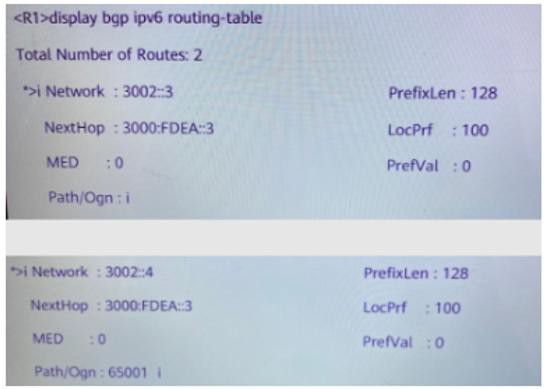 <R1>display bgp ipv6 routing-table
Total Number of Routes: 2
*>i Network : 3002::3 PrefixLen : 128
NextHop : 3000:FDEA::3 LocPrf : 100
MED : 0 PrefVal : 0
Path/Ogn : i
*>i Network : 3002::4 PrefixLen : 128
NextHop : 3000:FDEA::3 LocPrf : 100
MED : 0 PrefVal : 0
Path/Ogn : 65001 i